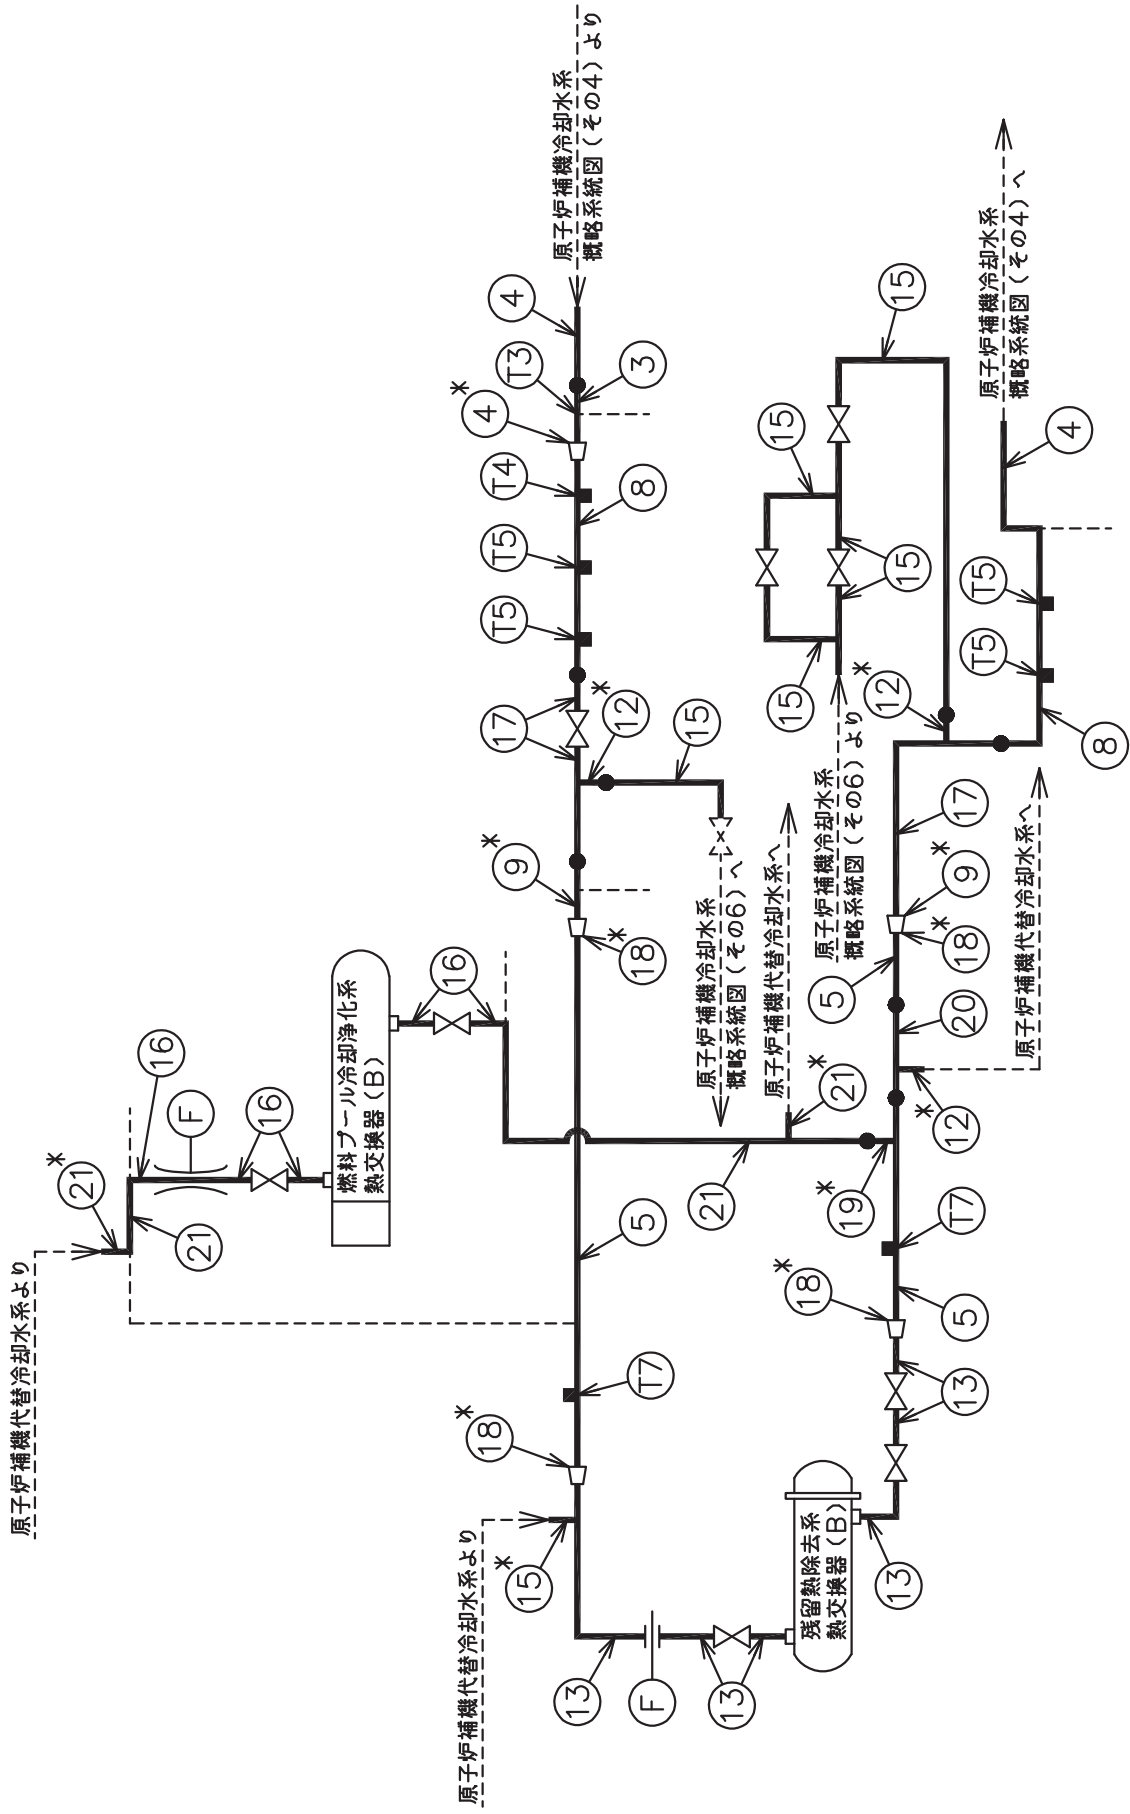 原子炉補機代替冷却水系より
21*
16
F
21
16
燃料プール冷却浄化系
熱交換器(B)
16
原子炉補機代替冷却水系より
18*
9*
17
T5
T5
T4
4*
T3
4
15*
原子炉補機冷却水系
概略系統図(その4)より
13
F
T7
5
18*
12*
8
3
15
21
13
原子炉補機冷却水系
概略系統図(その6)へ
原子炉補機代替冷却水系へ
15
15
18*
残留熱除去系
熱交換器(B)
19*
21*
5
原子炉補機冷却水系
概略系統図(その6)より
12*
15
15
13
13
5
T7
12*
20
18*
9*
17
T5
T5
原子炉補機冷却水系
概略系統図(その4)へ
原子炉補機代替冷却水系へ
4
8